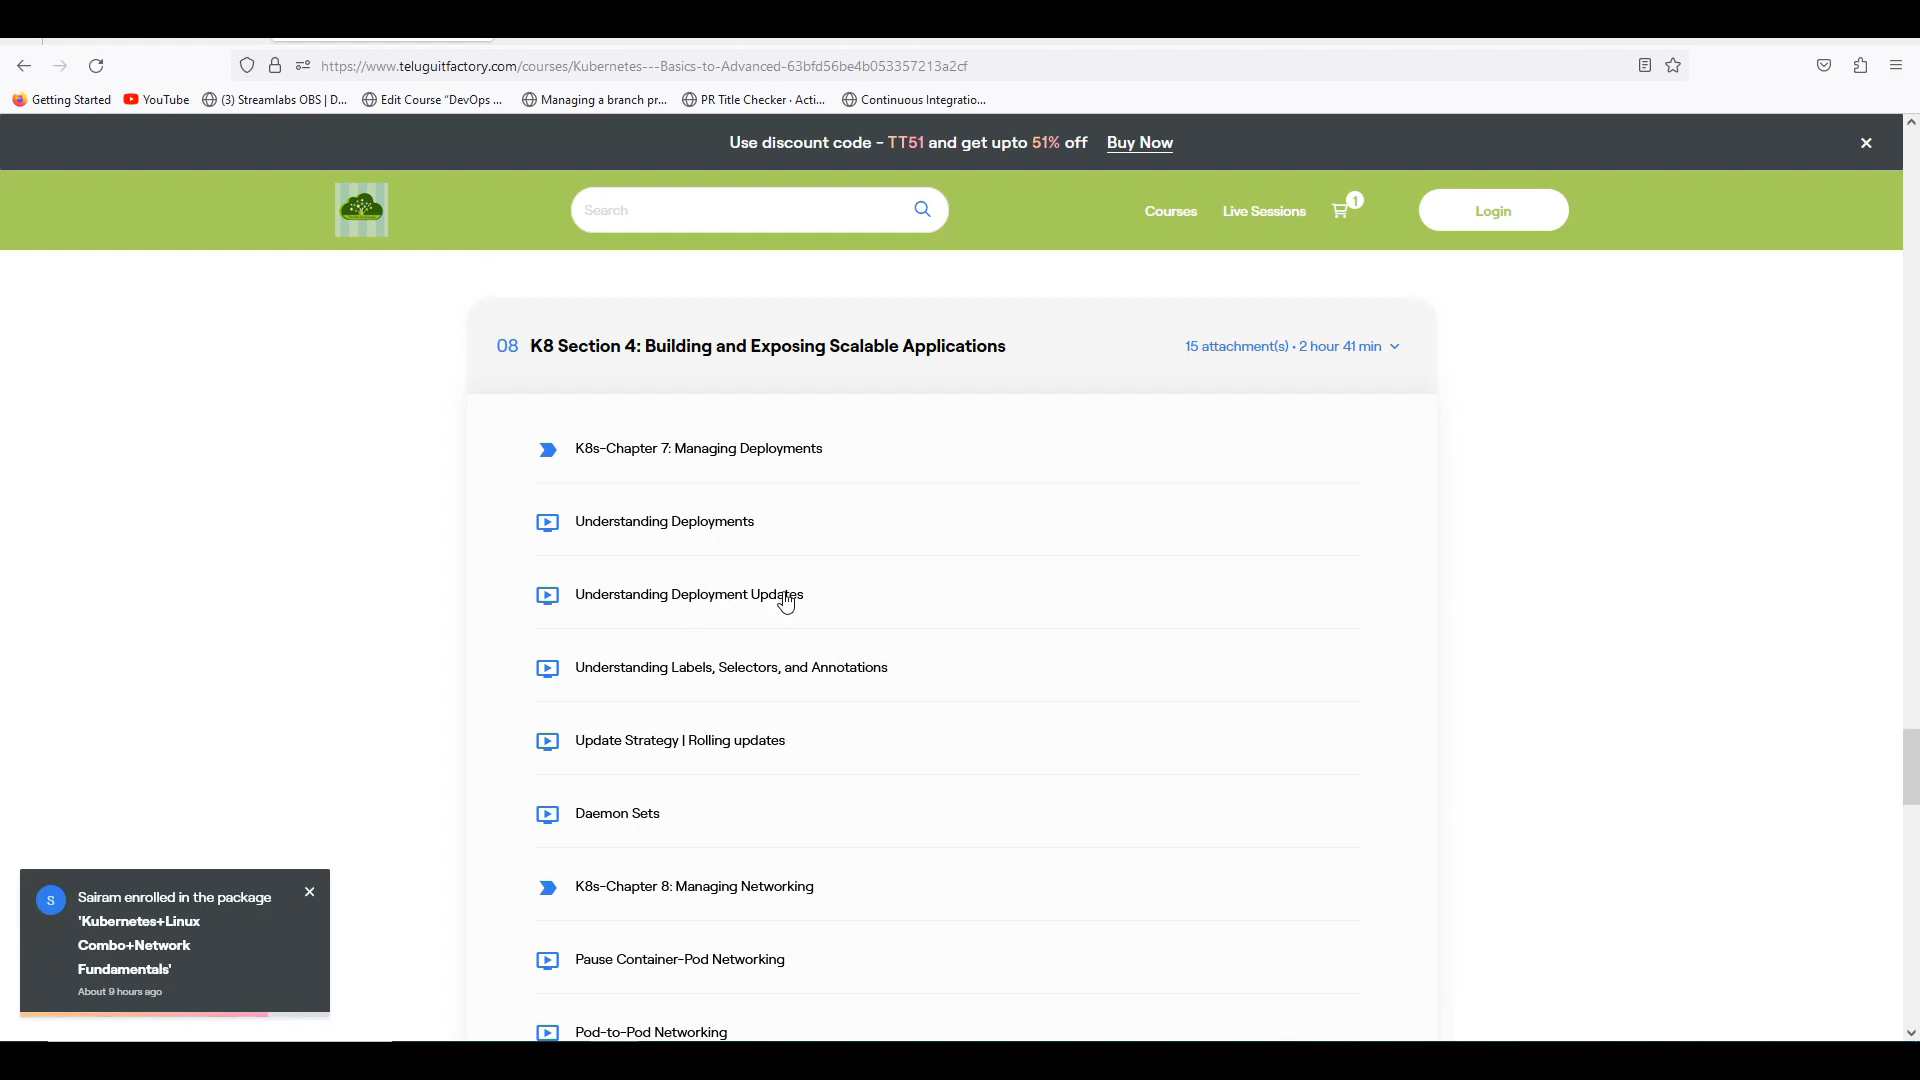 https://www.teluguitfactory.com/courses/Kubernetes---Basics-to-Advanced-63bfd56be4b053357213a2cf
Getting Started
YouTube
(3) Streamlabs OBS | D...
Edit Course "DevOps ...
Managing a branch pr...
PR Title Checker · Acti...
Continuous Integratio...
Use discount code - TT51 and get upto 51% off Buy Now
Search
Courses
Live Sessions
1
Login
08 K8 Section 4: Building and Exposing Scalable Applications
15 attachment(s) • 2 hour 41 min
K8s-Chapter 7: Managing Deployments
Understanding Deployments
Understanding Deployment Updates
Understanding Labels, Selectors, and Annotations
Update Strategy | Rolling updates
Daemon Sets
K8s-Chapter 8: Managing Networking
Pause Container-Pod Networking
Pod-to-Pod Networking
S
Sairam enrolled in the package
'Kubernetes+Linux
Combo+Network
Fundamentals'
About 9 hours ago